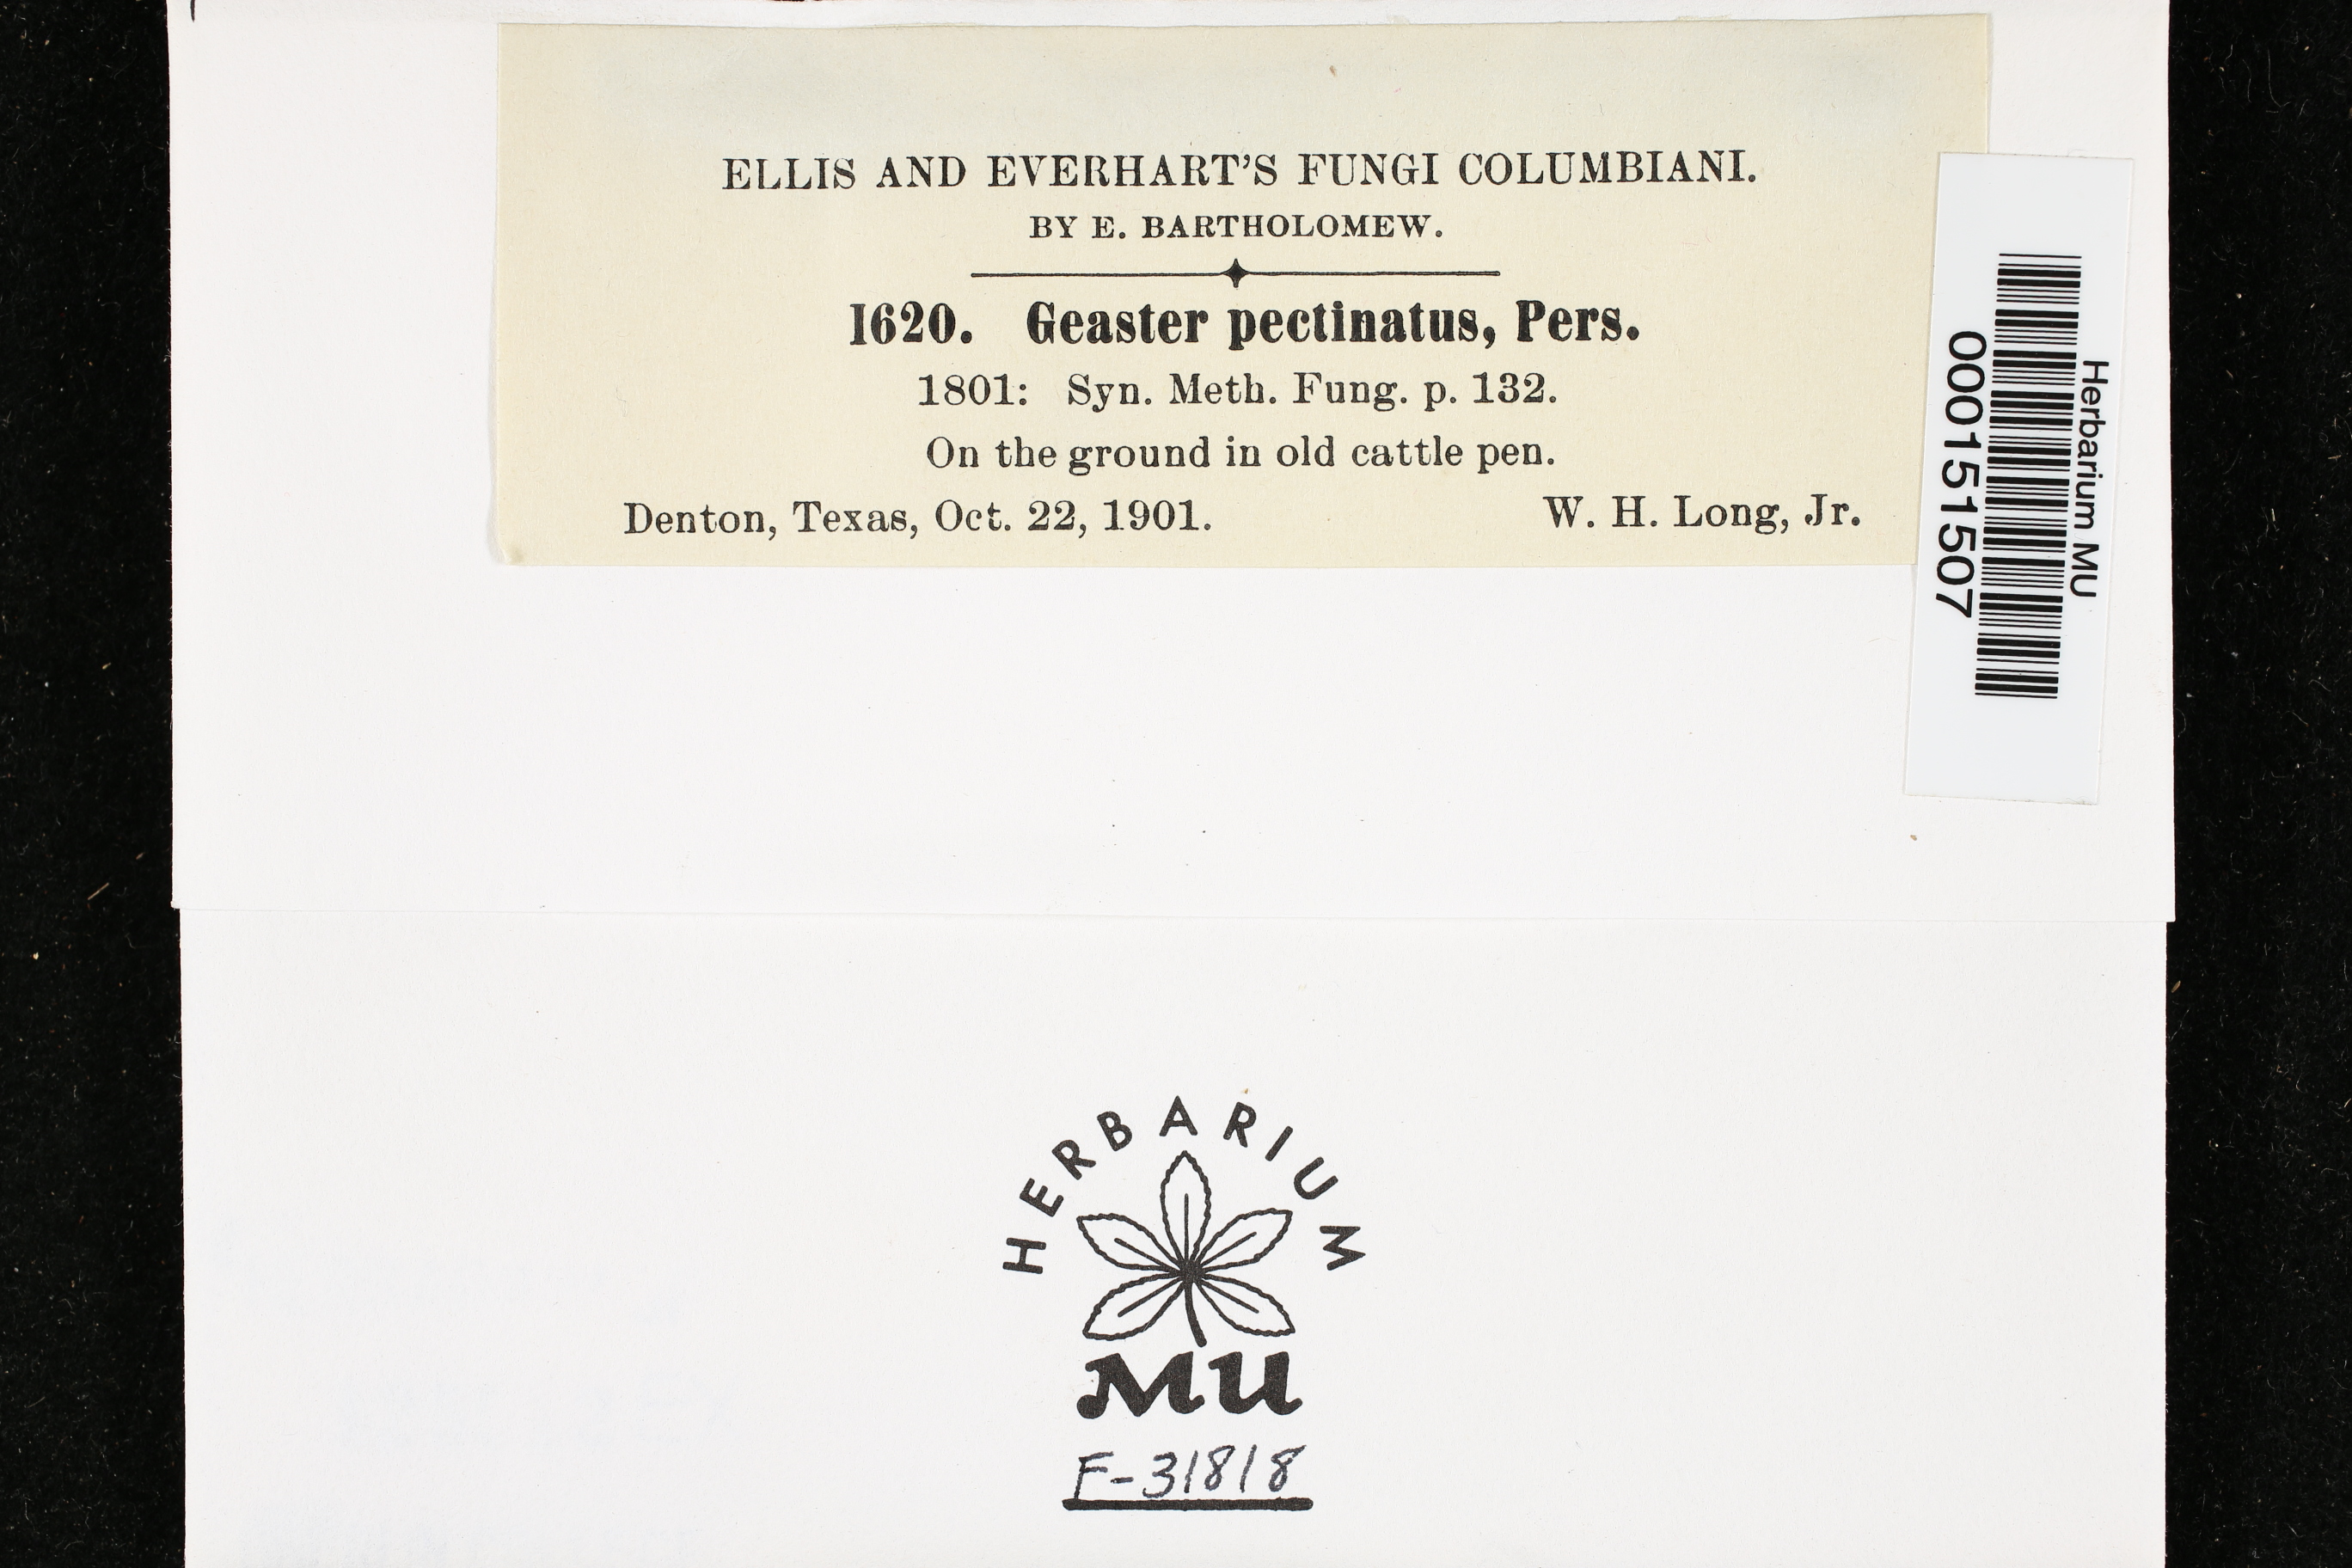 ELLIS AND EVERHART'S FUNGI COLUMBIANI.
BY E. BARTHOLOMEW.
1620. Geaster pectinatus, Pers.
1801: Syn. Meth. Fung. p. 132.
On the ground in old cattle pen.
Denton, Texas, Oct. 22, 1901. W. H. Long, Jr.
Herbarium MU
000151507
HERBARIUM
MU
F-31818